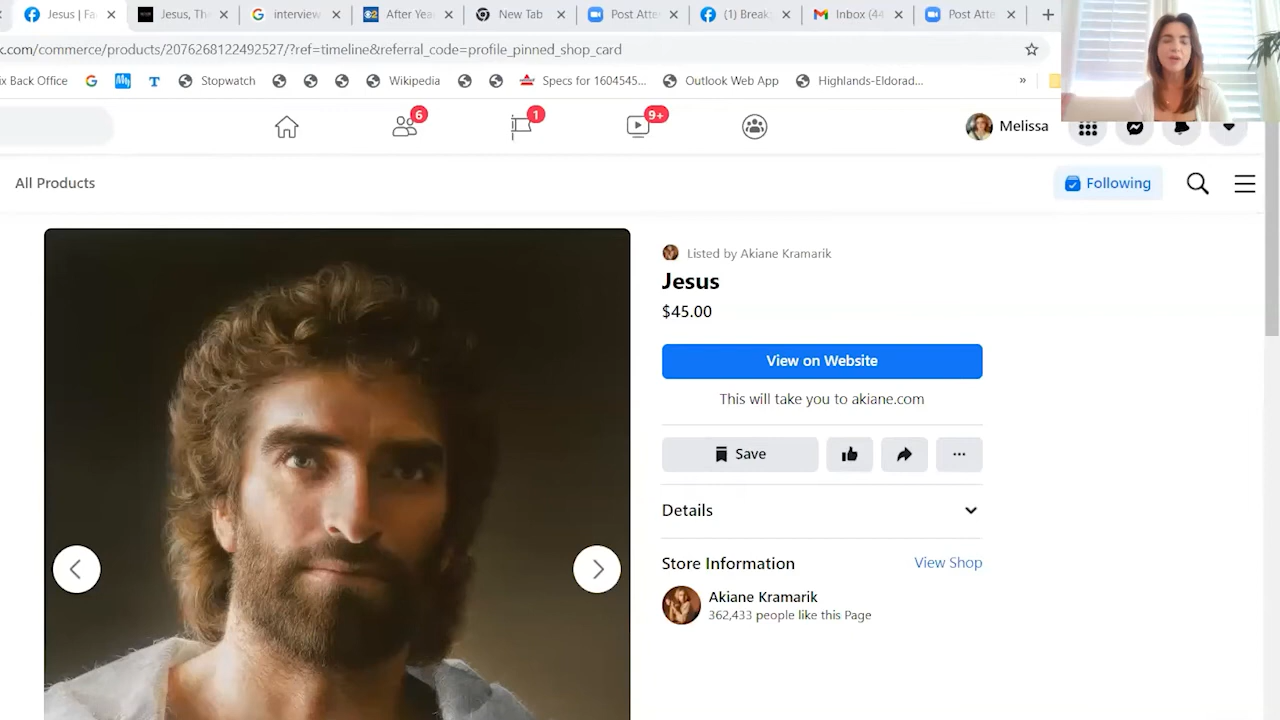 Jesus | Fa
Jesus, Th
interview
After Yea
New Tab
Post Atte
(1) Break
Inbox (44
Post Atte
k.com/commerce/products/2076268122492527/?ref=timeline&referral_code=profile_pinned_shop_card
ix Back Office
My
T
Stopwatch
Wikipedia
Specs for 1604545...
Outlook Web App
Highlands-Eldorad...
»
6
1
9+
Melissa
All Products
Following
Listed by Akiane Kramarik
Jesus
$45.00
View on Website
This will take you to akiane.com
Save
Details
Store Information
View Shop
Akiane Kramarik
362,433 people like this Page